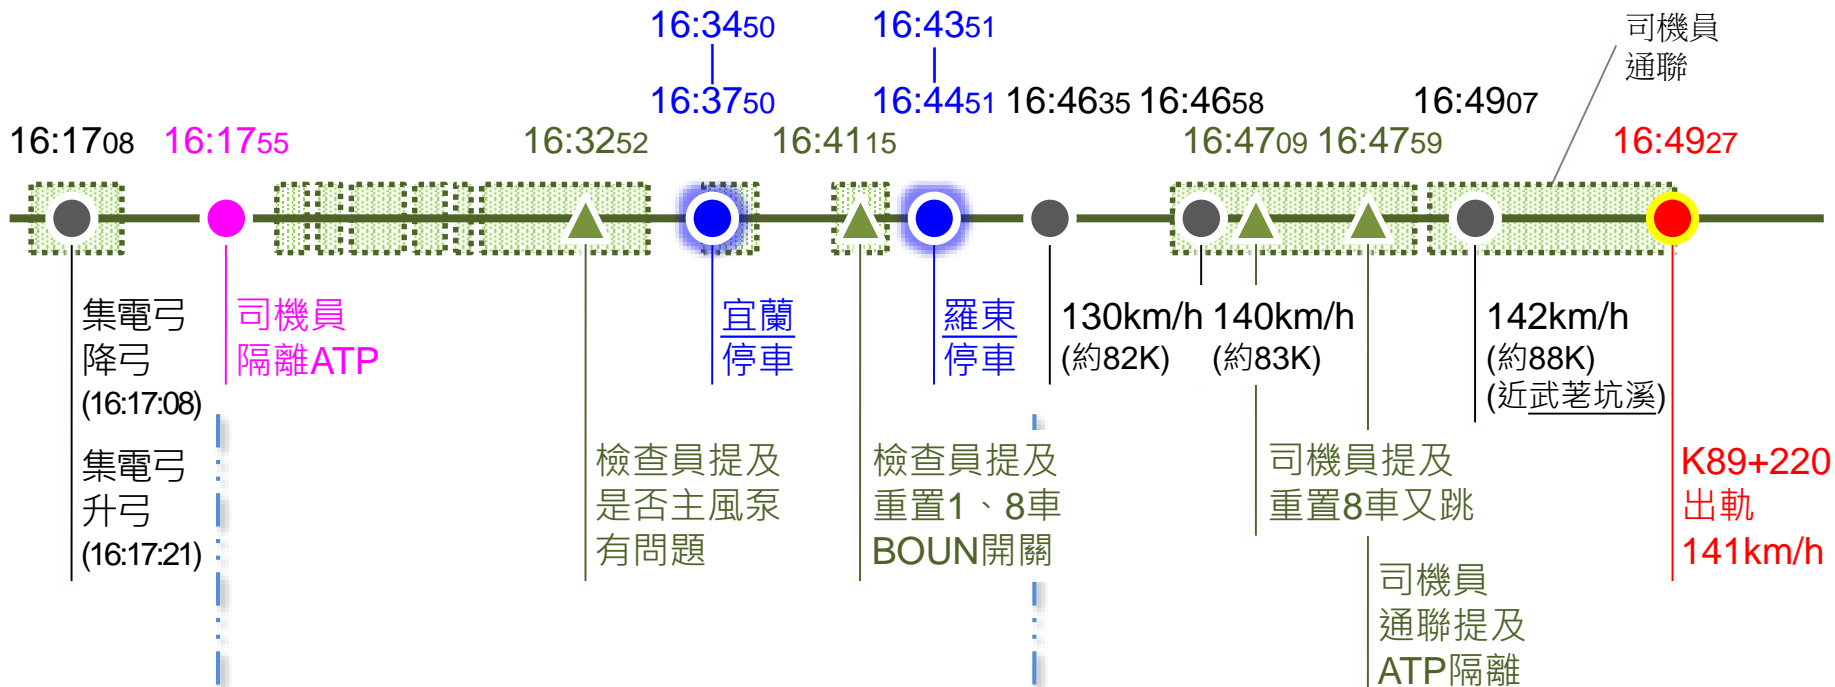 16:3450
16:3750
16:4351
16:4451
司機員
通聯
16:4635
16:4658
16:4907
16:1708
16:1755
16:3252
16:4115
16:4709
16:4759
16:4927
集電弓
降弓
(16:17:08)
集電弓
升弓
(16:17:21)
司機員
隔離ATP
檢查員提及
是否主風泵
有問題
宜蘭
停車
檢查員提及
重置1、8車
BOUN開關
羅東
停車
130km/h
(約82K)
140km/h
(約83K)
司機員提及
重置8車又跳
司機員
通聯提及
ATP隔離
142km/h
(約88K)
(近武荖坑溪)
K89+220
出軌
141km/h